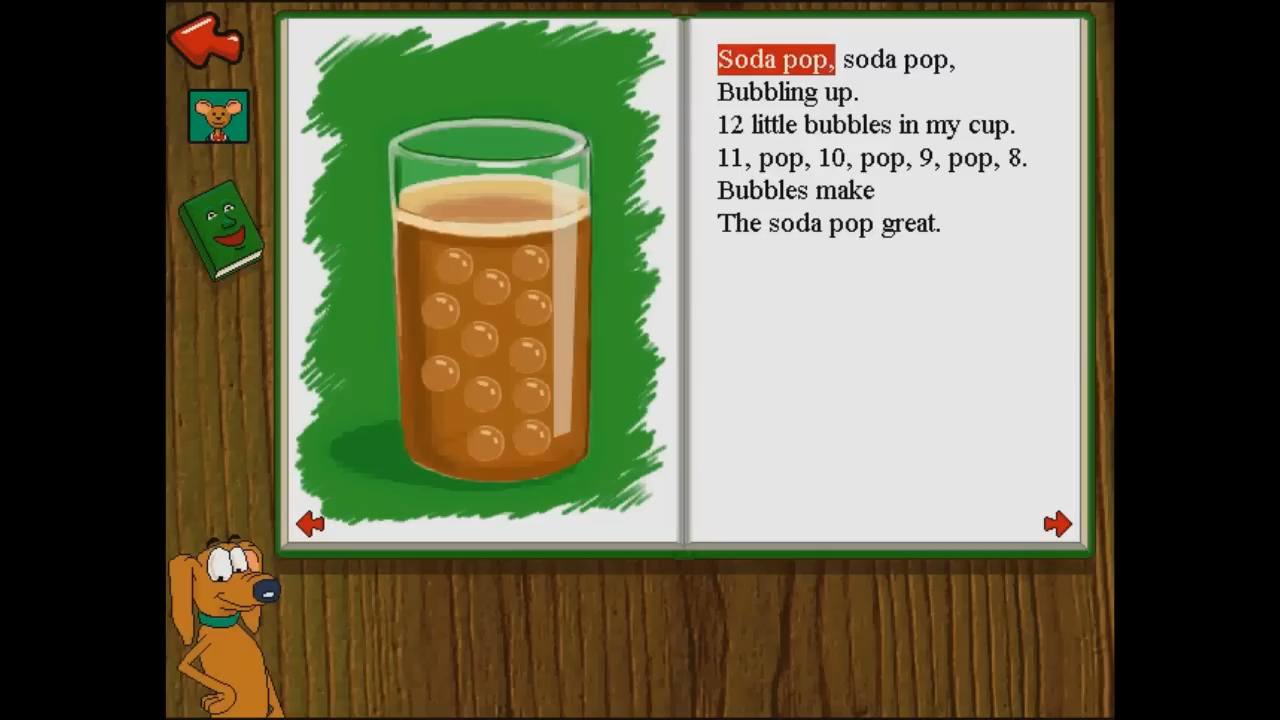 Soda pop, soda pop,
Bubbling up.
12 little bubbles in my cup.
11, pop, 10, pop, 9, pop, 8.
Bubbles make
The soda pop great.